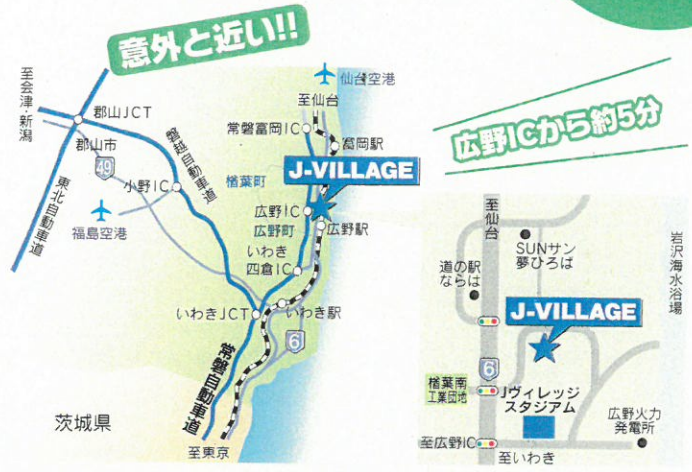 意外と近い!!
至会津・新潟
郡山JCT
郡山市
49
小野IC
磐越自動車道
東北自動車道
福島空港
仙台空港
至仙台
常磐富岡IC
富岡駅
楢葉町
J-VILLAGE
広野IC
広野町
広野駅
いわき
四倉IC
いわきJCT
いわき駅
6
常磐自動車道
茨城県
至東京
広野ICから約5分
至仙台
SUNサン
夢ひろば
岩沢海水浴場
道の駅
ならは
J-VILLAGE
6
楢葉南
工業団地
Jヴィレッジ
スタジアム
広野火力
発電所
至広野IC
至いわき